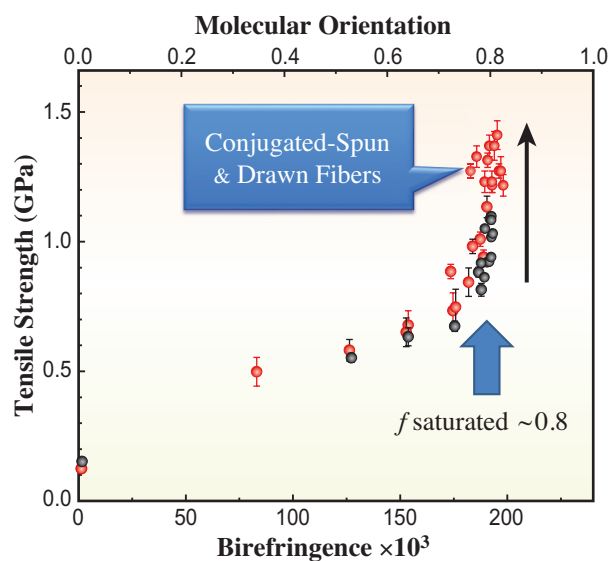 Molecular Orientation
0.0 0.2 0.4 0.6 0.8 1.0
1.5
1.0
0.5
0.0
Tensile Strength (GPa)
Conjugated-Spun
& Drawn Fibers
f saturated ~0.8
0 50 100 150 200
Birefringence ×10³